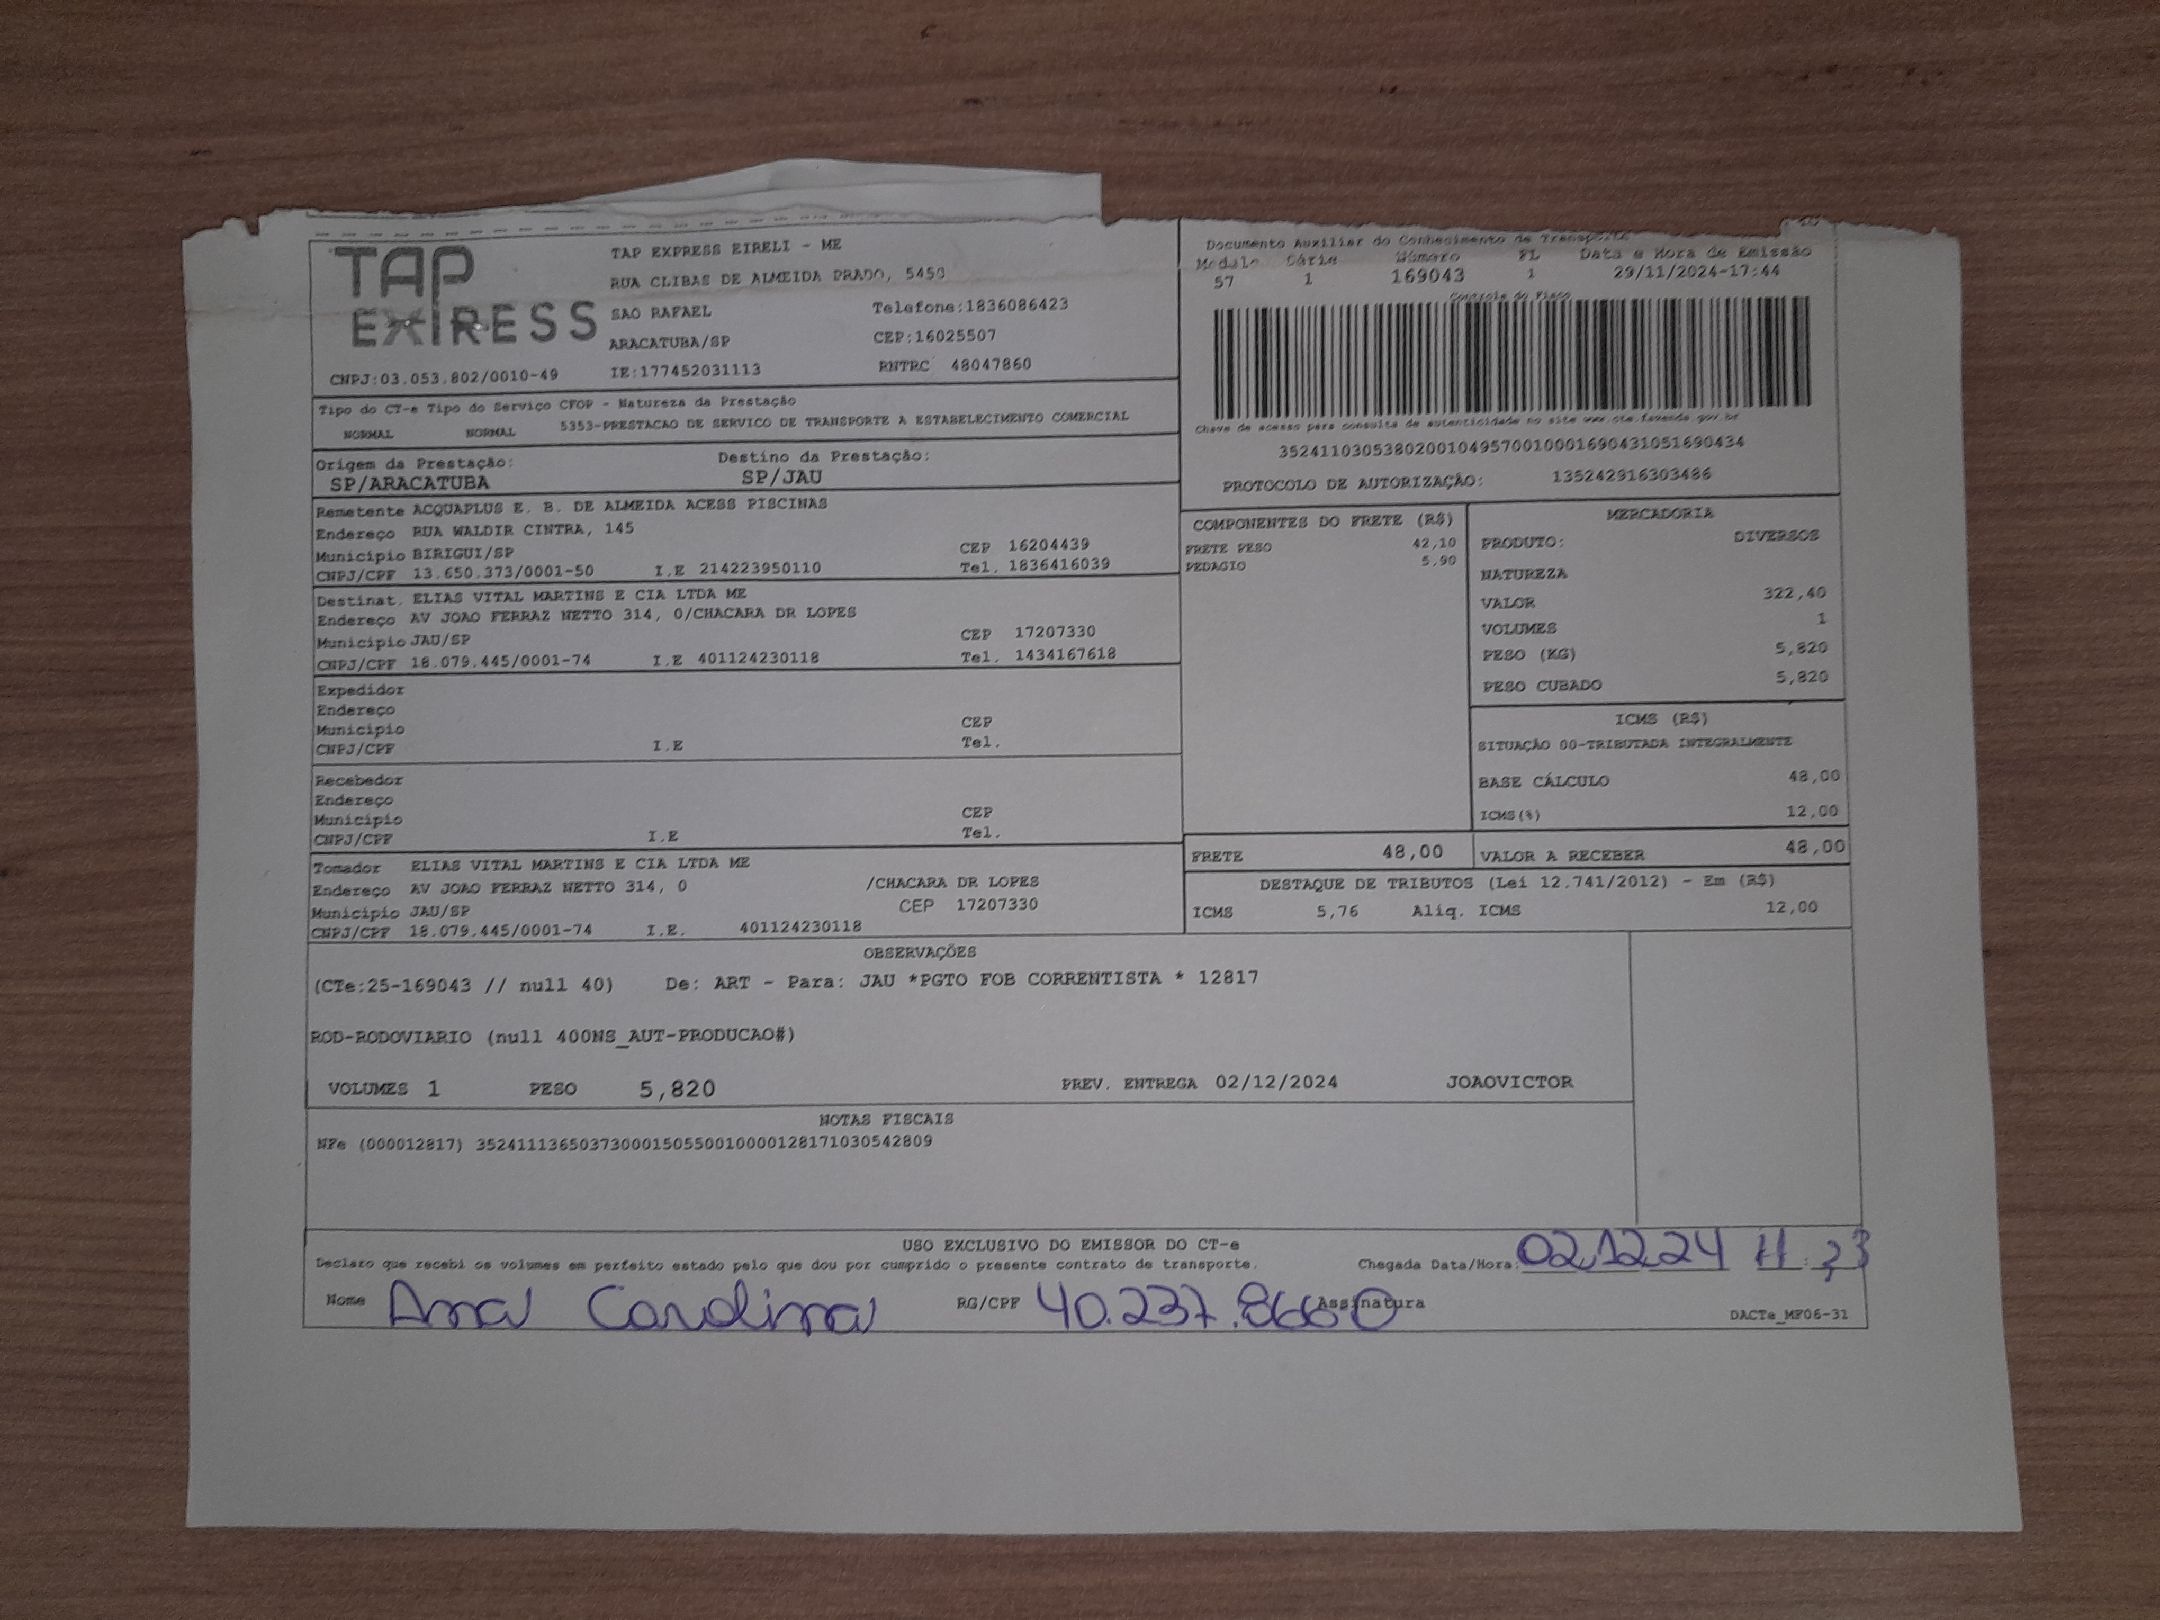 TAP
EXPRESS
TAP EXPRESS EIRELI - ME
RUA CLIBAS DE ALMEIDA PRADO, 5459
SAO RAFAEL Telefone:1836086423
ARACATUBA/SP CEP:16025507
CNPJ:03.053.802/0010-49 IE:177452031113 RNTRC 48047860
Documento Auxiliar do Conhecimento de Transporte
Modulo Série Número FL Data e Hora de Emissão
57 1 169043 1 29/11/2024-17:44
Controle do Fisco
Chave de acesso para consulta de autenticidade no site www.cte.fazenda.gov.br
35241103053802001049570010001690431051690434
PROTOCOLO DE AUTORIZAÇÃO: 135242916303486
Tipo do CT-e Tipo do Serviço CFOP - Natureza da Prestação
NORMAL NORMAL 5353-PRESTACAO DE SERVICO DE TRANSPORTE A ESTABELECIMENTO COMERCIAL
Origem da Prestação: Destino da Prestação:
SP/ARACATUBA SP/JAU
Remetente ACQUAPLUS E. B. DE ALMEIDA ACESS PISCINAS
Endereço RUA WALDIR CINTRA, 145
Município BIRIGUI/SP CEP 16204439
CNPJ/CPF 13.650.373/0001-50 I.E 214223950110 Tel. 1836416039
Destinat. ELIAS VITAL MARTINS E CIA LTDA ME
Endereço AV JOAO FERRAZ NETTO 314, 0/CHACARA DR LOPES
Município JAU/SP CEP 17207330
CNPJ/CPF 18.079.445/0001-74 I.E 401124230118 Tel. 1434167618
Expedidor
Endereço
Município CEP
CNPJ/CPF I.E Tel.
Recebedor
Endereço
Município CEP
CNPJ/CPF I.E Tel.
Tomador ELIAS VITAL MARTINS E CIA LTDA ME
Endereço AV JOAO FERRAZ NETTO 314, 0 /CHACARA DR LOPES
Município JAU/SP CEP 17207330
CNPJ/CPF 18.079.445/0001-74 I.E. 401124230118
COMPONENTES DO FRETE (R$)
FRETE PESO 42,10
PEDAGIO 5,90
MERCADORIA
PRODUTO: DIVERSOS
NATUREZA
VALOR 322,40
VOLUMES 1
PESO (KG) 5,820
PESO CUBADO 5,820
ICMS (R$)
SITUAÇÃO 00-TRIBUTADA INTEGRALMENTE
BASE CÁLCULO 48,00
ICMS(%) 12,00
FRETE 48,00 VALOR A RECEBER 48,00
DESTAQUE DE TRIBUTOS (Lei 12.741/2012) - Em (R$)
ICMS 5,76 Aliq. ICMS 12,00
OBSERVAÇÕES
(CTe:25-169043 // null 40) De: ART - Para: JAU *PGTO FOB CORRENTISTA * 12817
ROD-RODOVIARIO (null 400NS_AUT-PRODUCAO#)
VOLUMES 1 PESO 5,820 PREV. ENTREGA 02/12/2024 JOAOVICTOR
NOTAS FISCAIS
NFe (000012817) 35241113650373000150550010000128171030542809
USO EXCLUSIVO DO EMISSOR DO CT-e
Declaro que recebi os volumes em perfeito estado pelo que dou por cumprido o presente contrato de transporte. Chegada Data/Hora: 02.12.24 11:23
Nome Ana Carolina RG/CPF 40.237.866 0 Assinatura
DACTe_MF06-31